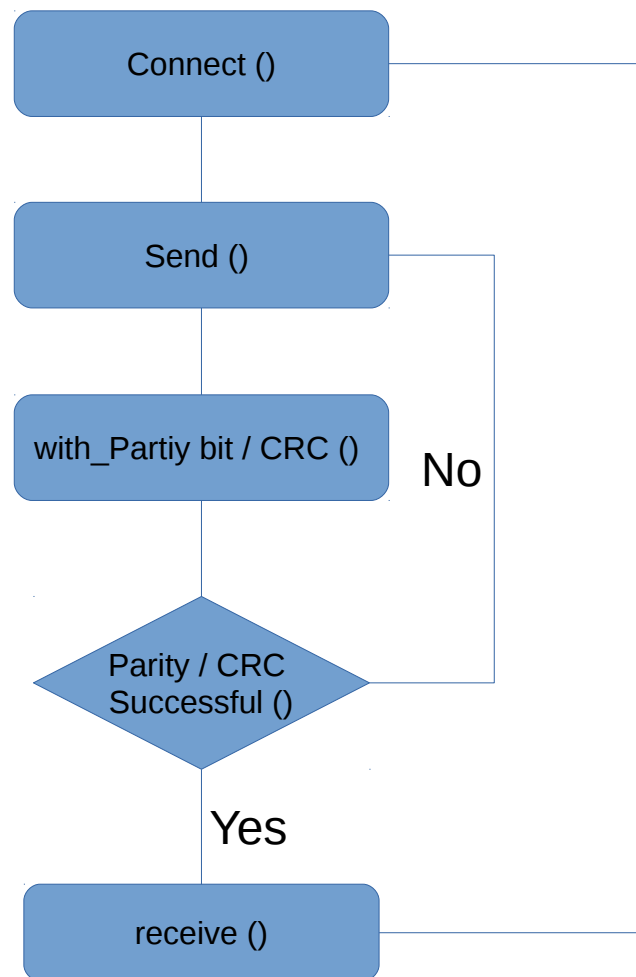 Connect ()
Send ()
with_Partiy bit / CRC ()
No
Parity / CRC
Successful ()
Yes
receive ()